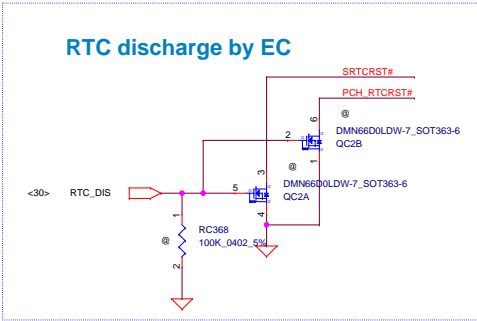 RTC discharge by EC
SRTCRST#
PCH_RTCRST#
@
6
2
DMN66D0LDW-7_SOT363-6
QC2B
1
@
3
DMN66D0LDW-7_SOT363-6
QC2A
<30> RTC_DIS
5
4
1
RC368
@
100K_0402_5%
2